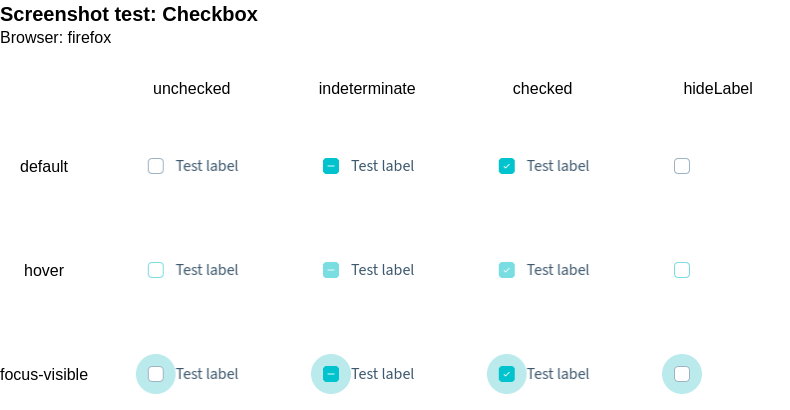 Screenshot test: Checkbox
Browser: firefox
unchecked indeterminate checked hideLabel
default Test label Test label Test label
hover Test label Test label Test label
focus-visible Test label Test label Test label